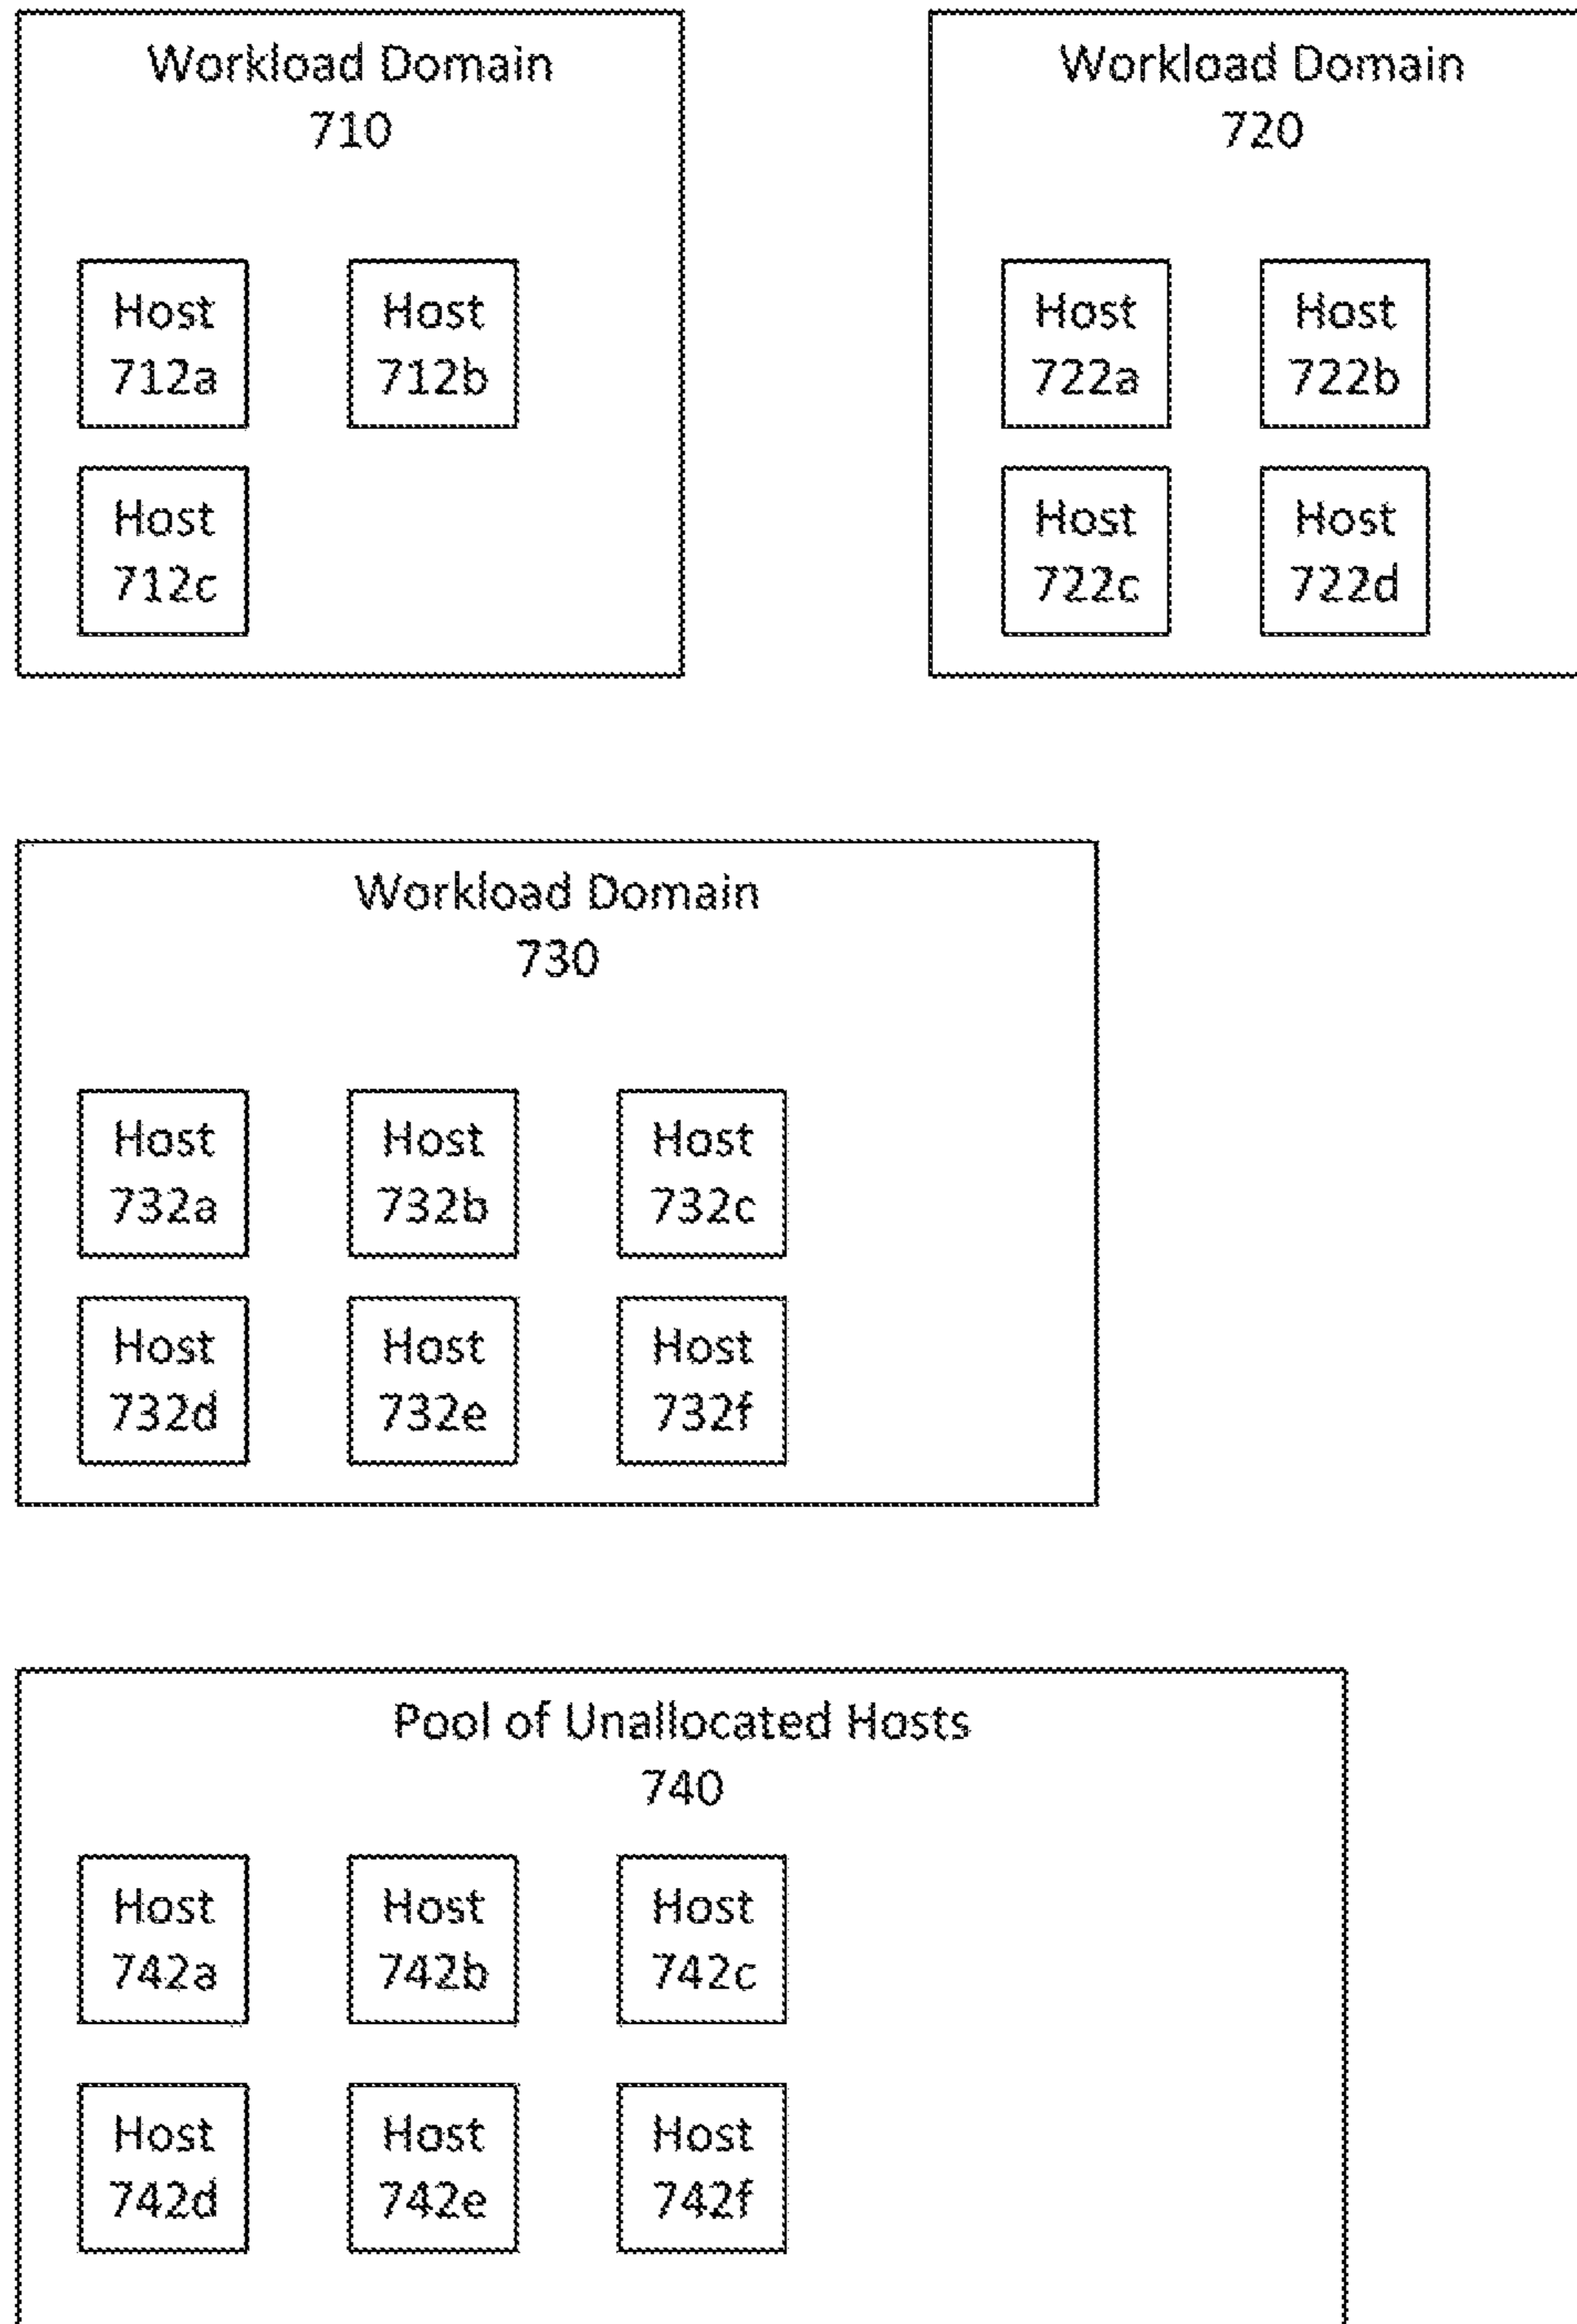 Workload Domain
710
Host
712a
Host
712b
Host
712c
Workload Domain
720
Host
722a
Host
722b
Host
722c
Host
722d
Workload Domain
730
Host
732a
Host
732b
Host
732c
Host
732d
Host
732e
Host
732f
Pool of Unallocated Hosts
740
Host
742a
Host
742b
Host
742c
Host
742d
Host
742e
Host
742f